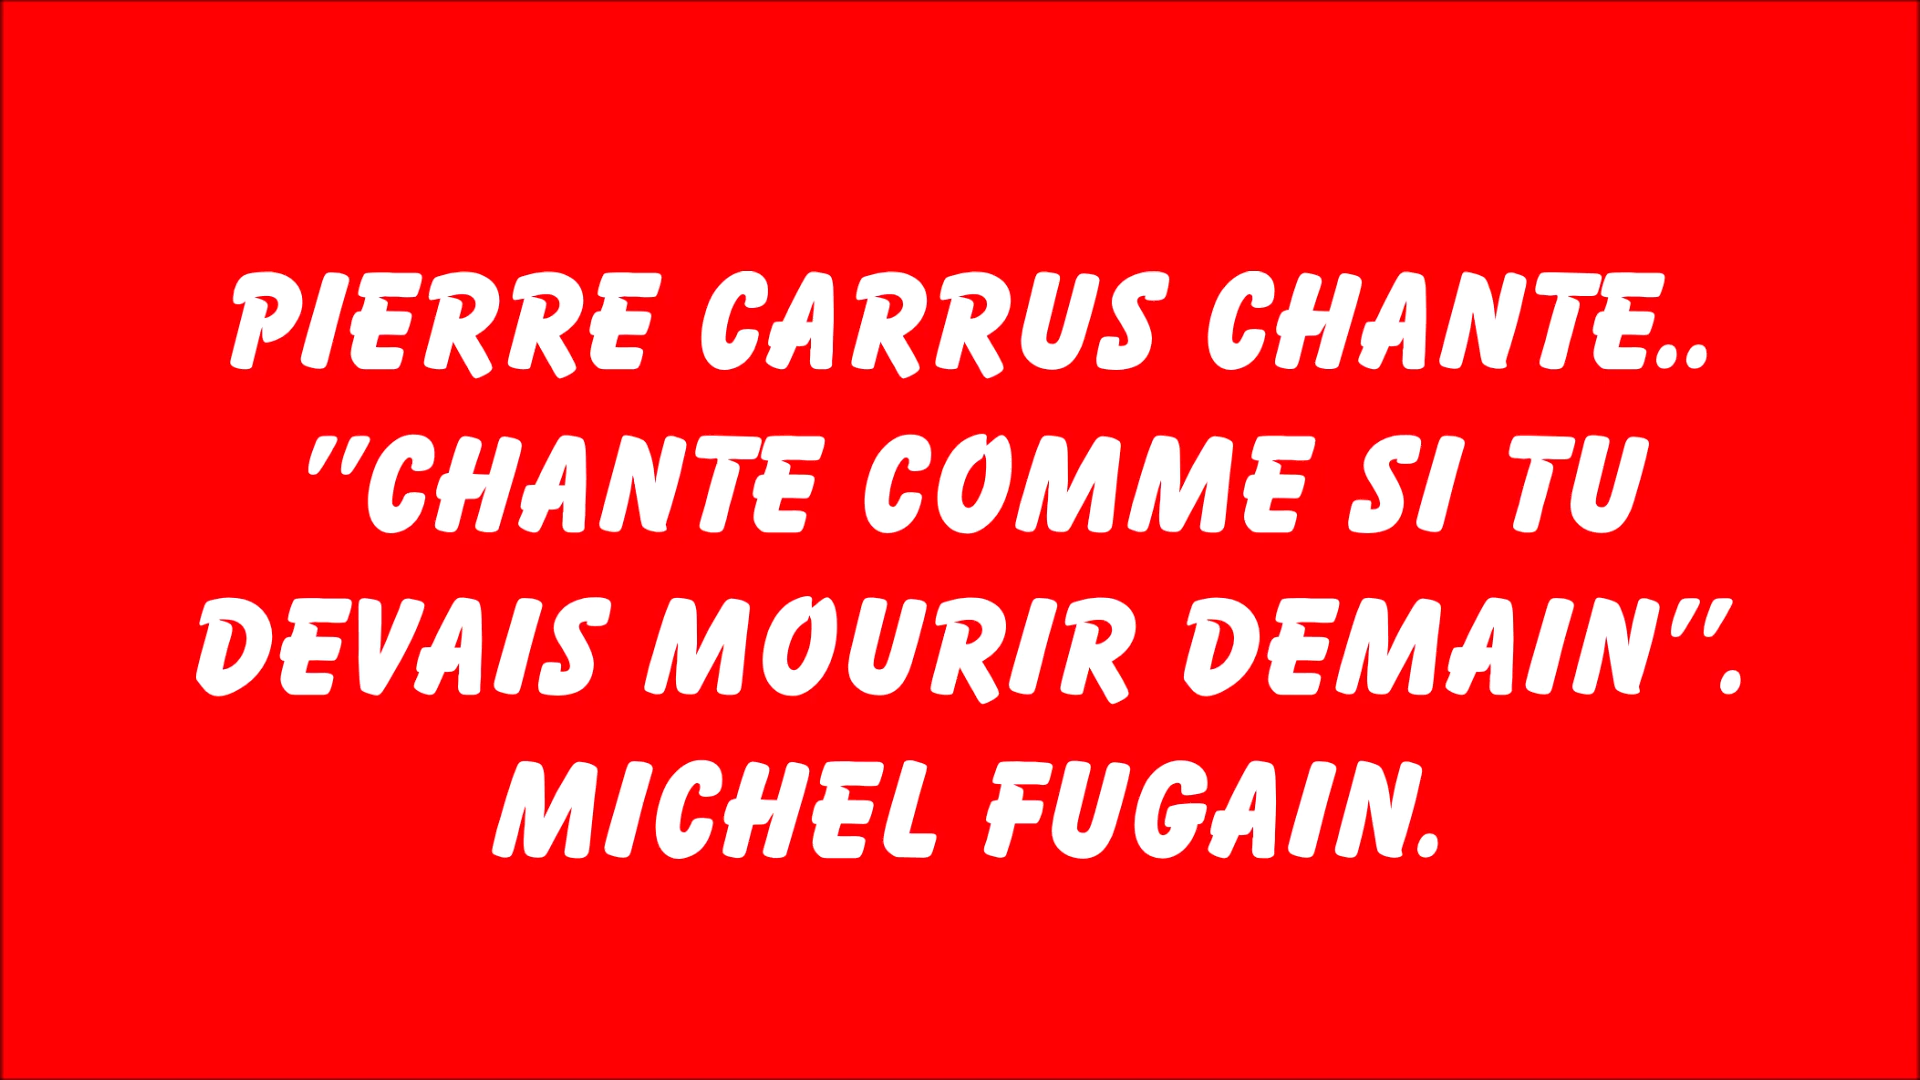 PIERRE CARRUS CHANTE..
"CHANTE COMME SI TU
DEVAIS MOURIR DEMAIN".
MICHEL FUGAIN.